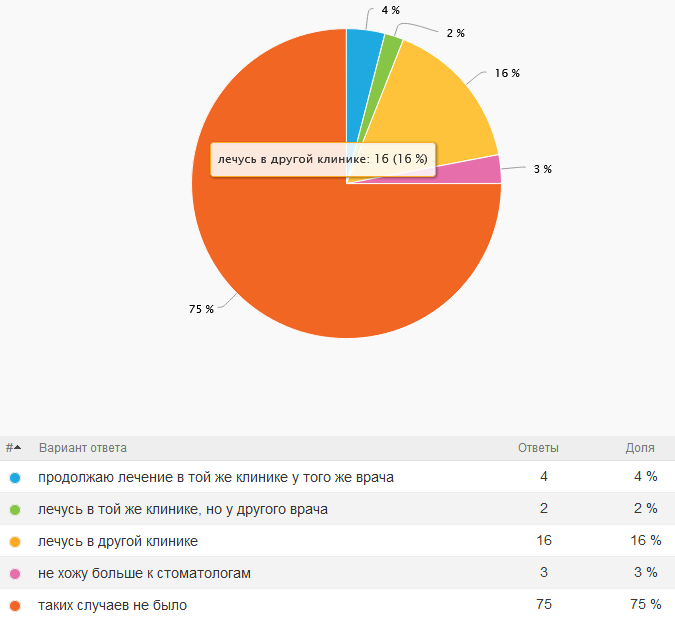 4 %
2 %
16 %
лечусь в другой клинике: 16 (16 %)
3 %
75 %
# Вариант ответа Ответы Доля
продолжаю лечение в той же клинике у того же врача 4 4 %
лечусь в той же клинике, но у другого врача 2 2 %
лечусь в другой клинике 16 16 %
не хожу больше к стоматологам 3 3 %
таких случаев не было 75 75 %